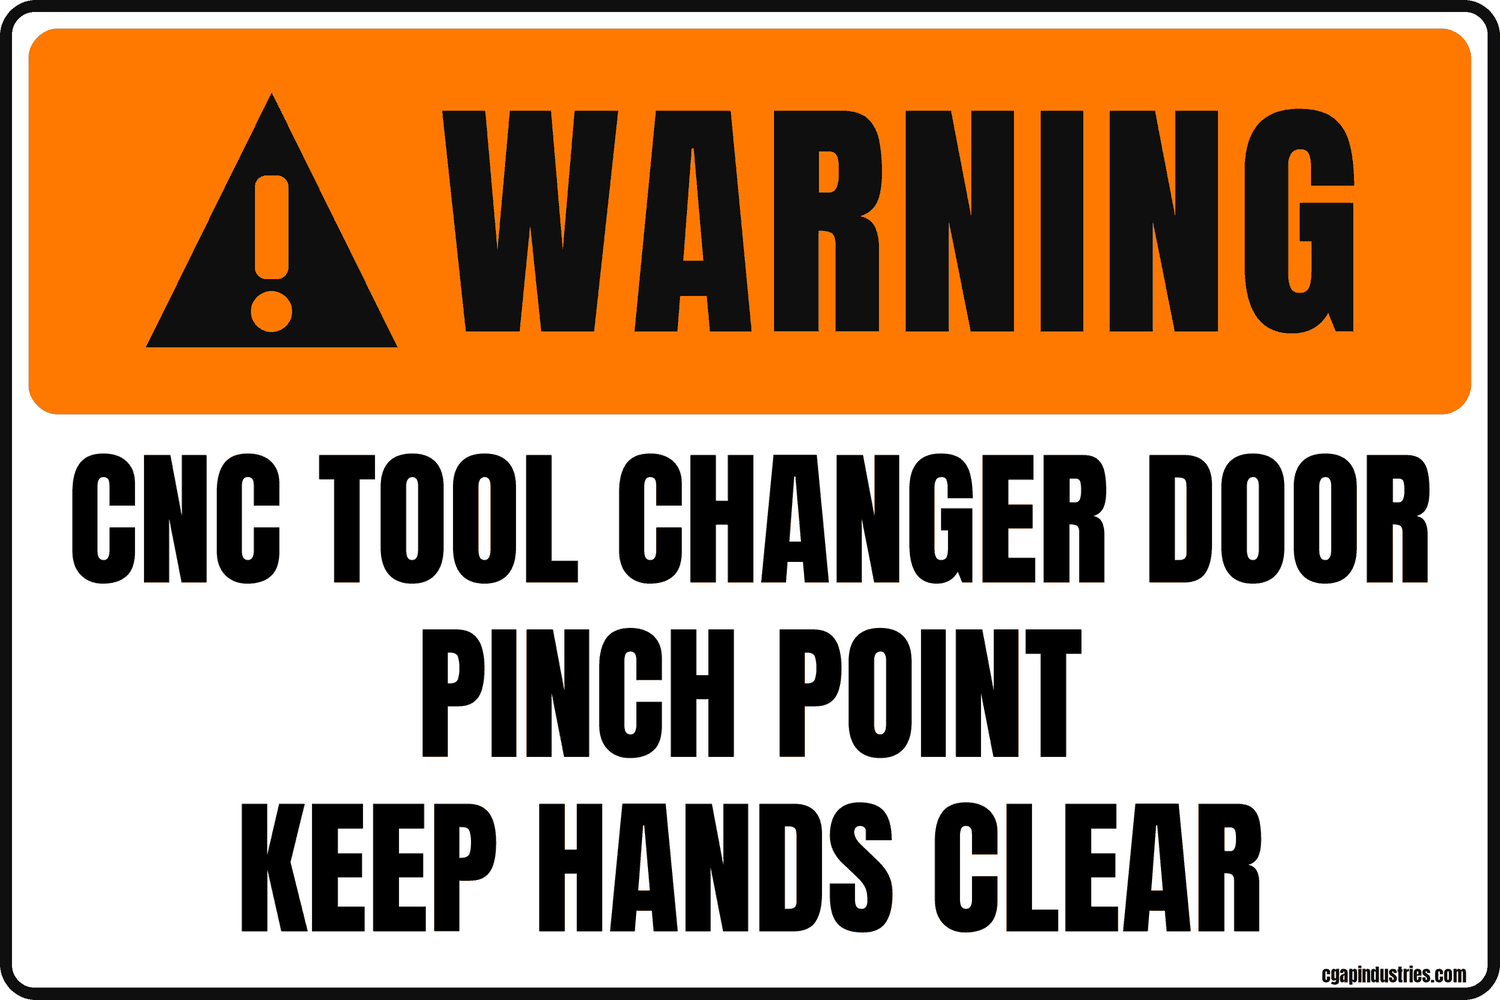 WARNING
CNC TOOL CHANGER DOOR
PINCH POINT
KEEP HANDS CLEAR
cgapindustries.com